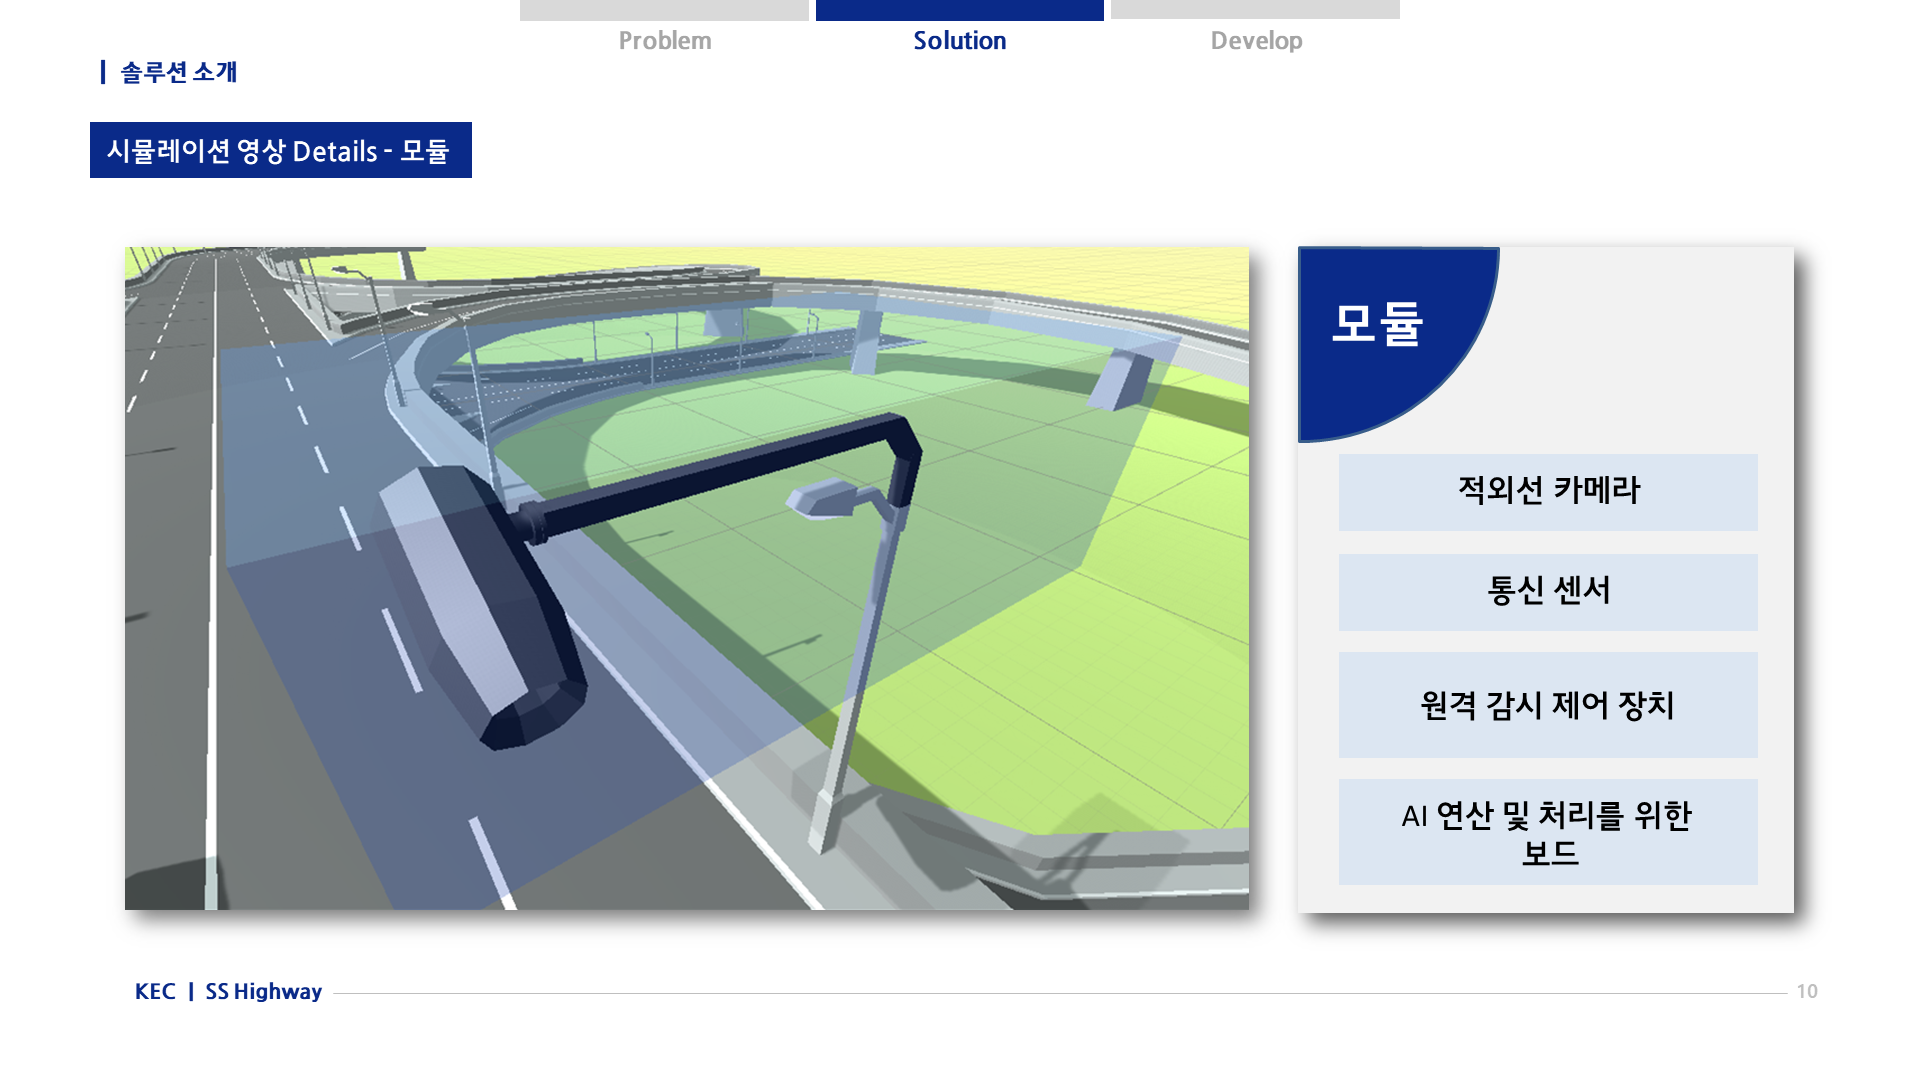 Problem
Solution
Develop
| 솔루션 소개
시뮬레이션 영상 Details - 모듈
모듈
적외선 카메라
통신 센서
원격 감시 제어 장치
AI 연산 및 처리를 위한
보드
KEC | SS Highway
10